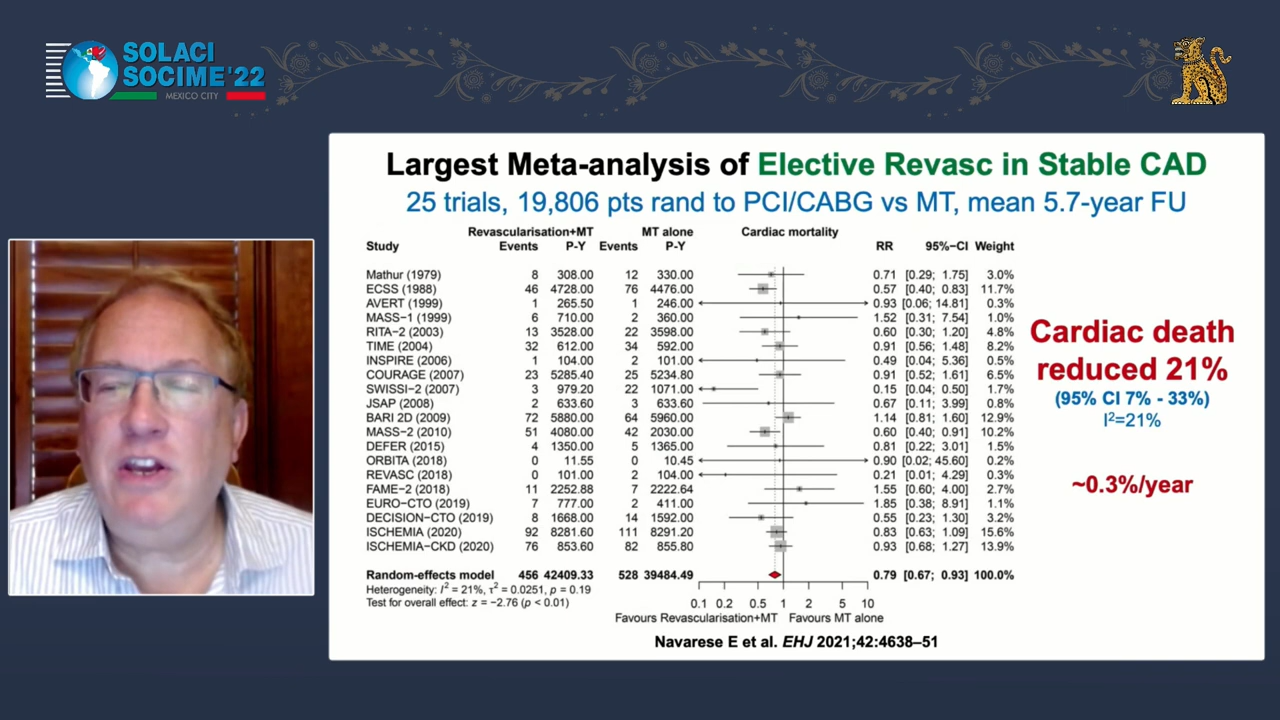 SOLACI
SOCIME'22
MEXICO CITY
Largest Meta-analysis of Elective Revasc in Stable CAD
25 trials, 19,806 pts rand to PCI/CABG vs MT, mean 5.7-year FU
Revascularisation+MT MT alone Cardiac mortality
Study Events P-Y Events P-Y RR 95%−CI Weight
Mathur (1979) 8 308.00 12 330.00 0.71 [0.29; 1.75] 3.0%
ECSS (1988) 46 4728.00 76 4476.00 0.57 [0.40; 0.83] 11.7%
AVERT (1999) 1 265.50 1 246.00 0.93 [0.06; 14.81] 0.3%
MASS−1 (1999) 6 710.00 2 360.00 1.52 [0.31; 7.54] 1.0%
RITA−2 (2003) 13 3528.00 22 3598.00 0.60 [0.30; 1.20] 4.8%
TIME (2004) 32 612.00 34 592.00 0.91 [0.56; 1.48] 8.2%
INSPIRE (2006) 1 104.00 2 101.00 0.49 [0.04; 5.36] 0.5%
COURAGE (2007) 23 5285.40 25 5234.80 0.91 [0.52; 1.61] 6.5%
SWISSI−2 (2007) 3 979.20 22 1071.00 0.15 [0.04; 0.50] 1.7%
JSAP (2008) 2 633.60 3 633.60 0.67 [0.11; 3.99] 0.8%
BARI 2D (2009) 72 5880.00 64 5960.00 1.14 [0.81; 1.60] 12.9%
MASS−2 (2010) 51 4080.00 42 2030.00 0.60 [0.40; 0.91] 10.2%
DEFER (2015) 4 1350.00 5 1365.00 0.81 [0.22; 3.01] 1.5%
ORBITA (2018) 0 11.55 0 10.45 0.90 [0.02; 45.60] 0.2%
REVASC (2018) 0 101.00 2 104.00 0.21 [0.01; 4.29] 0.3%
FAME−2 (2018) 11 2252.88 7 2222.64 1.55 [0.60; 4.00] 2.7%
EURO−CTO (2019) 7 777.00 2 411.00 1.85 [0.38; 8.91] 1.1%
DECISION−CTO (2019) 8 1668.00 14 1592.00 0.55 [0.23; 1.30] 3.2%
ISCHEMIA (2020) 92 8281.60 111 8291.20 0.83 [0.63; 1.09] 15.6%
ISCHEMIA−CKD (2020) 76 853.60 82 855.80 0.93 [0.68; 1.27] 13.9%
Random−effects model 456 42409.33 528 39484.49 0.79 [0.67; 0.93] 100.0%
Heterogeneity: I² = 21%, τ² = 0.0251, p = 0.19
Test for overall effect: z = −2.76 (p < 0.01)
0.1 0.2 0.5 1 2 5 10
Favours Revascularisation+MT Favours MT alone
Cardiac death
reduced 21%
(95% CI 7% - 33%)
I²=21%
~0.3%/year
Navarese E et al. EHJ 2021;42:4638–51